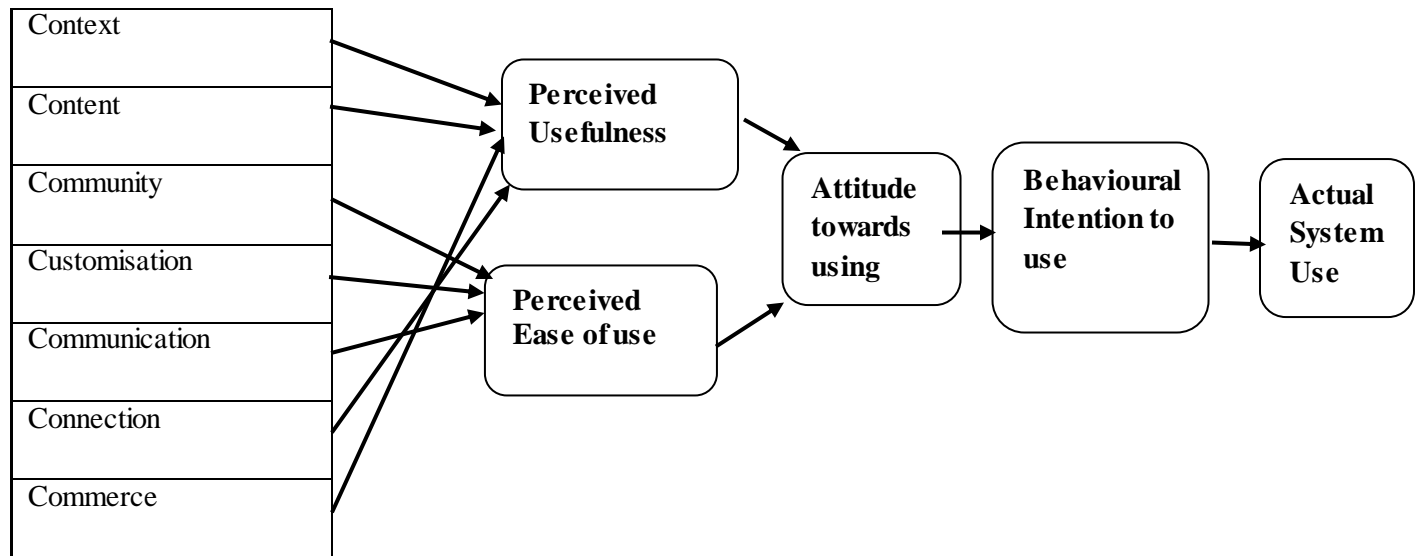 Context
Content
Community
Customisation
Communication
Connection
Commerce
Perceived
Usefulness
Perceived
Ease of use
Attitude
towards
using
Behavioural
Intention to
use
Actual
System
Use